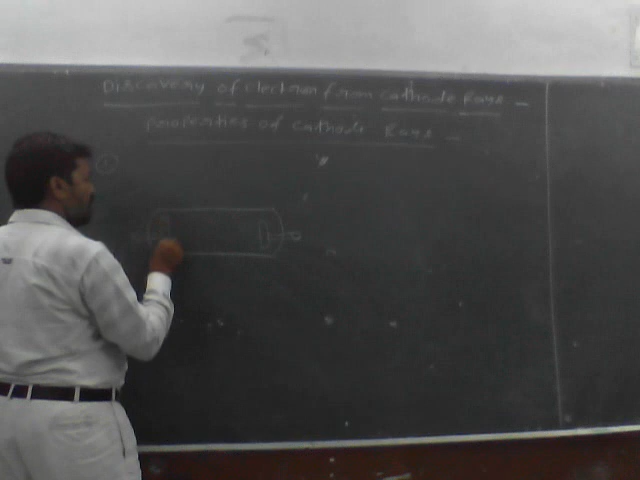 Discovery of Electron from Cathode Rays -
Properties of Cathode Rays -
①